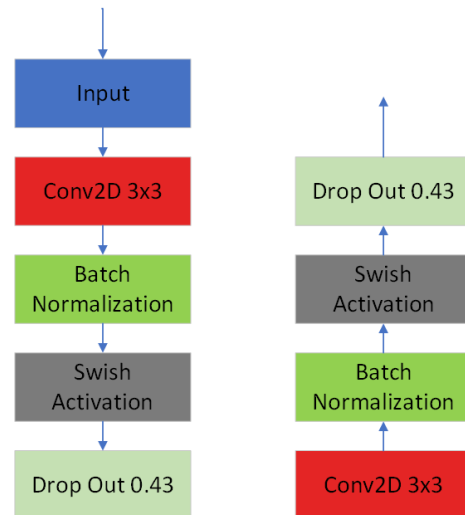 Input
Conv2D 3x3
Batch
Normalization
Swish
Activation
Drop Out 0.43
Drop Out 0.43
Swish
Activation
Batch
Normalization
Conv2D 3x3